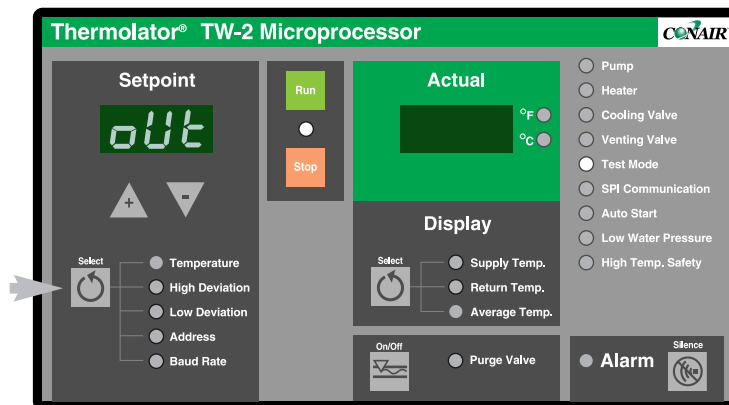 Thermolator® TW-2 Microprocessor
CONAIR
Setpoint
oUt
+
-
Select
Temperature
High Deviation
Low Deviation
Address
Baud Rate
Run
Stop
Actual
°F
°C
Display
Select
Supply Temp.
Return Temp.
Average Temp.
On/Off
Purge Valve
Pump
Heater
Cooling Valve
Venting Valve
Test Mode
SPI Communication
Auto Start
Low Water Pressure
High Temp. Safety
Alarm
Silence